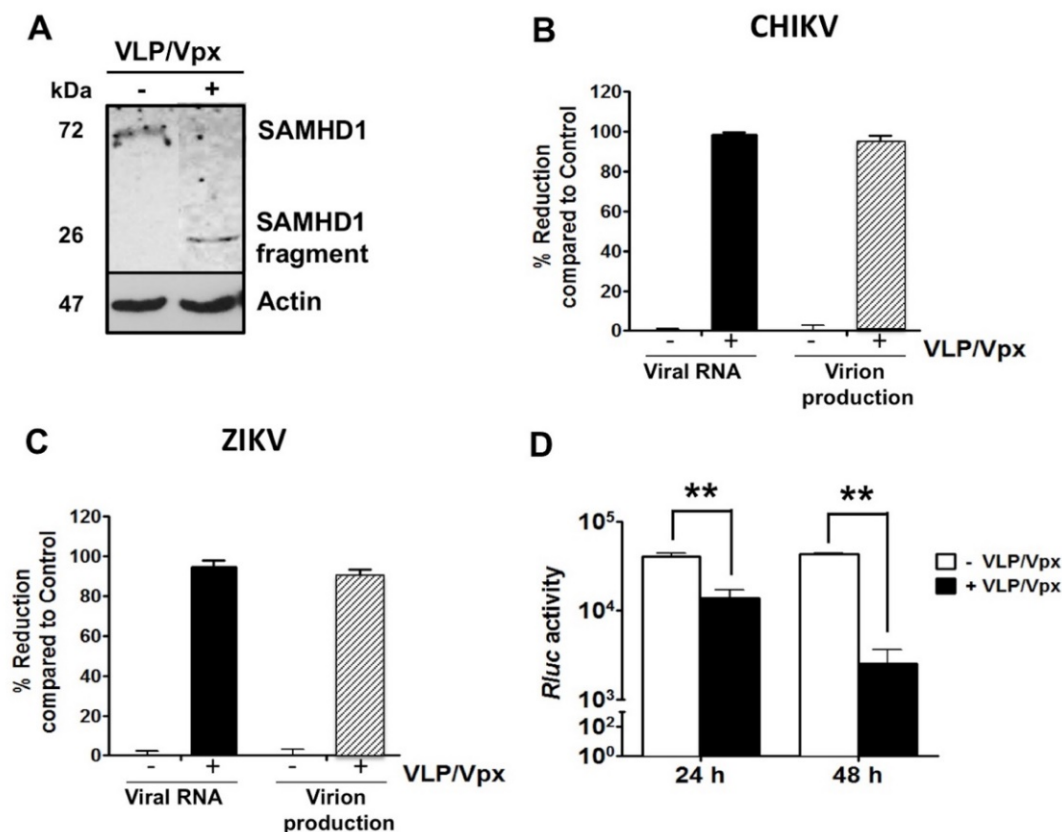 A
VLP/Vpx
kDa - +
72 SAMHD1
26 SAMHD1
fragment
47 Actin
B
CHIKV
% Reduction
compared to Control
120
100
80
60
40
20
0
- + - + VLP/Vpx
Viral RNA Virion
production
C
ZIKV
% Reduction
compared to Control
120
100
80
60
40
20
0
- + - + VLP/Vpx
Viral RNA Virion
production
D
** **
Rluc activity
10⁵
10⁴
10³
10²
10⁰
24 h 48 h
- VLP/Vpx
+ VLP/Vpx